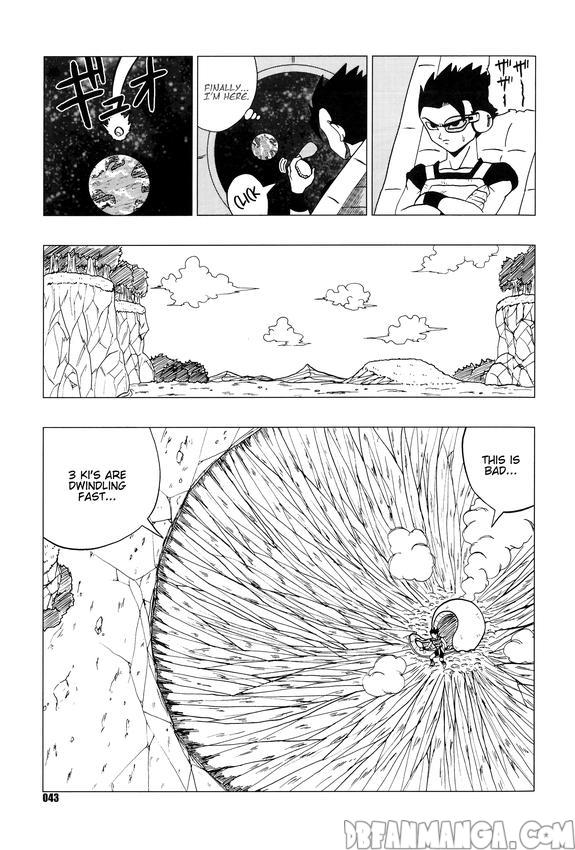 ザザザ
FINALLY...
I'M HERE.
CLICK
ギュオ
THIS IS
BAD...
3 KI'S ARE
DWINDLING
FAST...
043
DBFANMANGA.COM